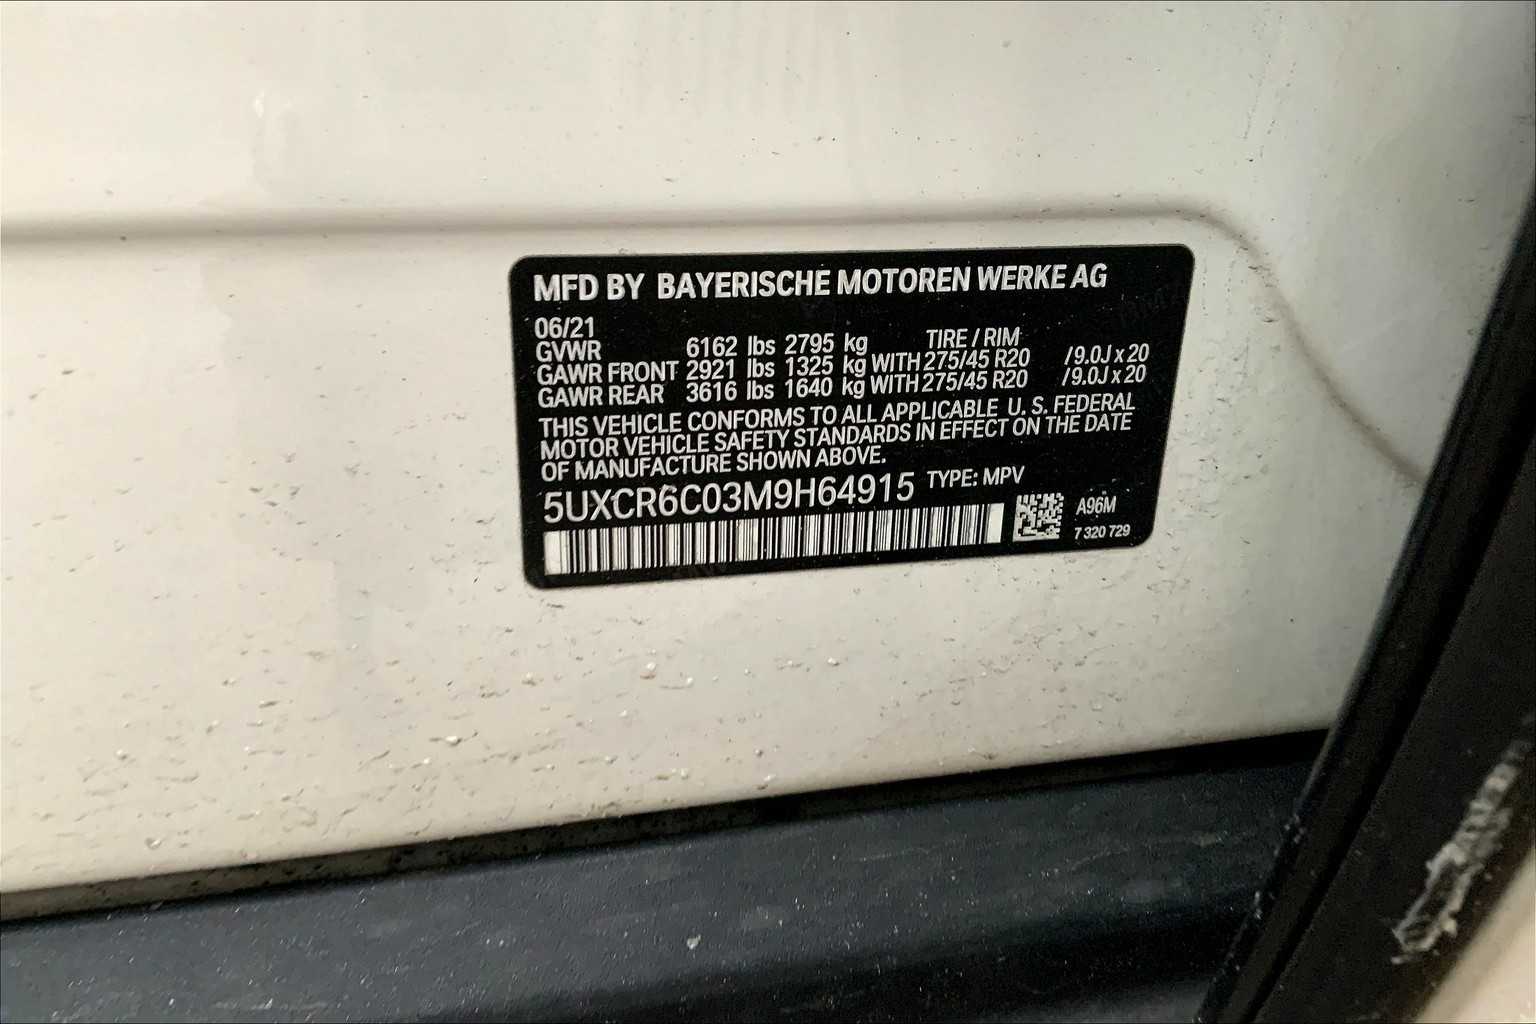 MFD BY BAYERISCHE MOTOREN WERKE AG
06/21
TIRE / RIM
GVWR 6162 lbs 2795 kg
GAWR FRONT 2921 lbs 1325 kg WITH 275/45 R20 /9.0J x 20
GAWR REAR 3616 lbs 1640 kg WITH 275/45 R20 /9.0J x 20
THIS VEHICLE CONFORMS TO ALL APPLICABLE U. S. FEDERAL
MOTOR VEHICLE SAFETY STANDARDS IN EFFECT ON THE DATE
OF MANUFACTURE SHOWN ABOVE.
5UXCR6C03M9H64915 TYPE: MPV
A96M
7 320 729